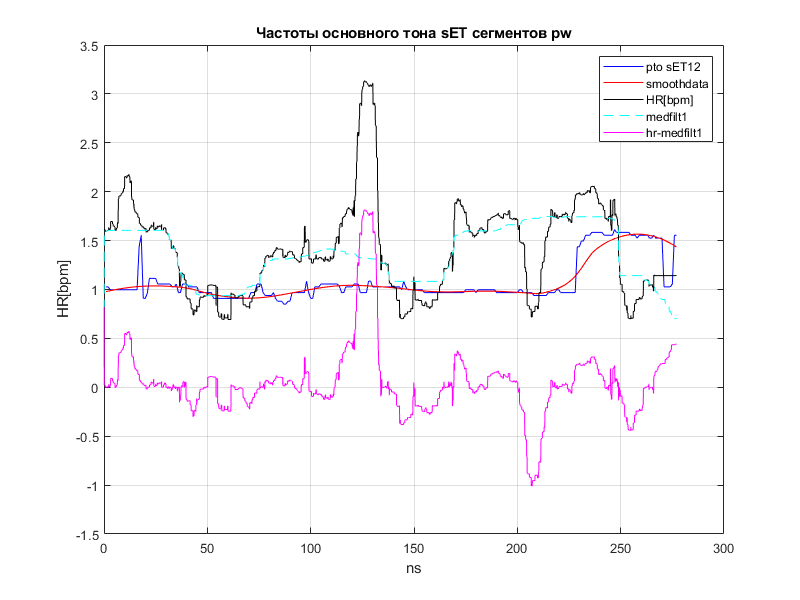 Частоты основного тона sET сегментов pw
3.5
3
2.5
2
1.5
1
0.5
0
-0.5
-1
-1.5
HR[bpm]
pto sET12
smoothdata
HR[bpm]
medfilt1
hr-medfilt1
0 50 100 150 200 250 300
ns